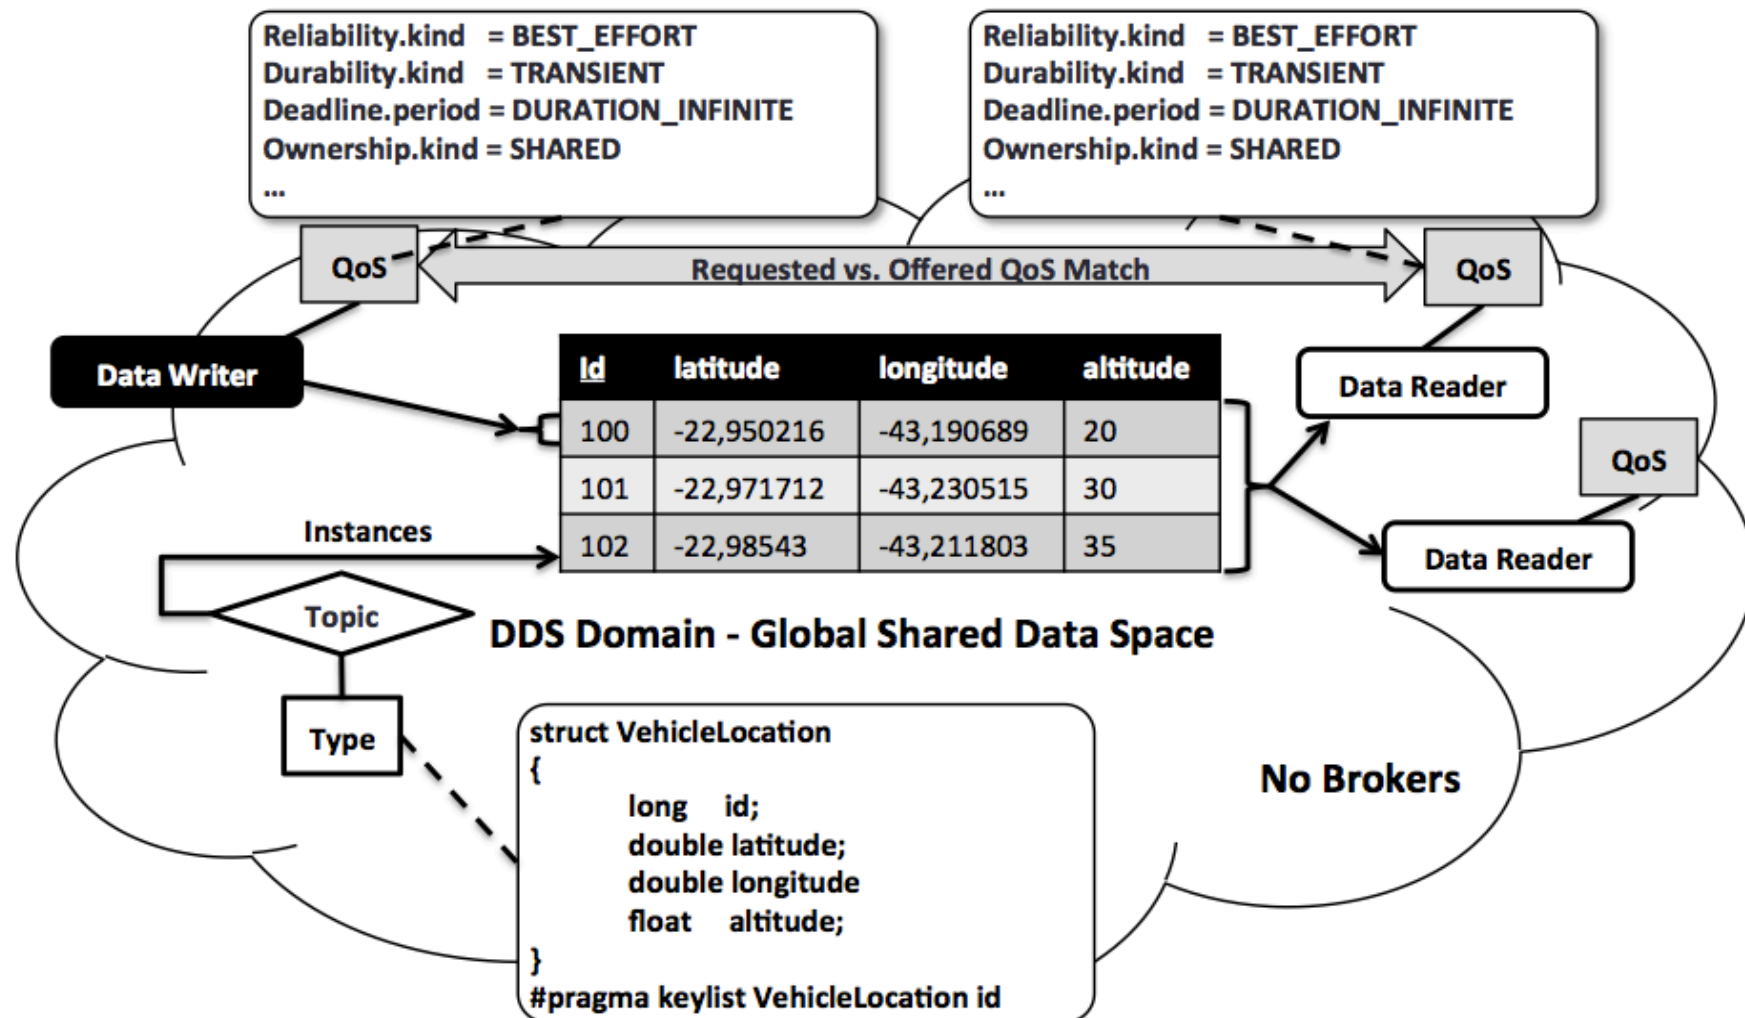 Reliability.kind = BEST_EFFORT
Durability.kind = TRANSIENT
Deadline.period = DURATION_INFINITE
Ownership.kind = SHARED
...
Reliability.kind = BEST_EFFORT
Durability.kind = TRANSIENT
Deadline.period = DURATION_INFINITE
Ownership.kind = SHARED
...
QoS
Requested vs. Offered QoS Match
QoS
Data Writer
Id latitude longitude altitude
100 -22,950216 -43,190689 20
101 -22,971712 -43,230515 30
102 -22,98543 -43,211803 35
Data Reader
QoS
Data Reader
Instances
Topic
DDS Domain - Global Shared Data Space
Type
struct VehicleLocation
{
long id;
double latitude;
double longitude
float altitude;
}
#pragma keylist VehicleLocation id
No Brokers